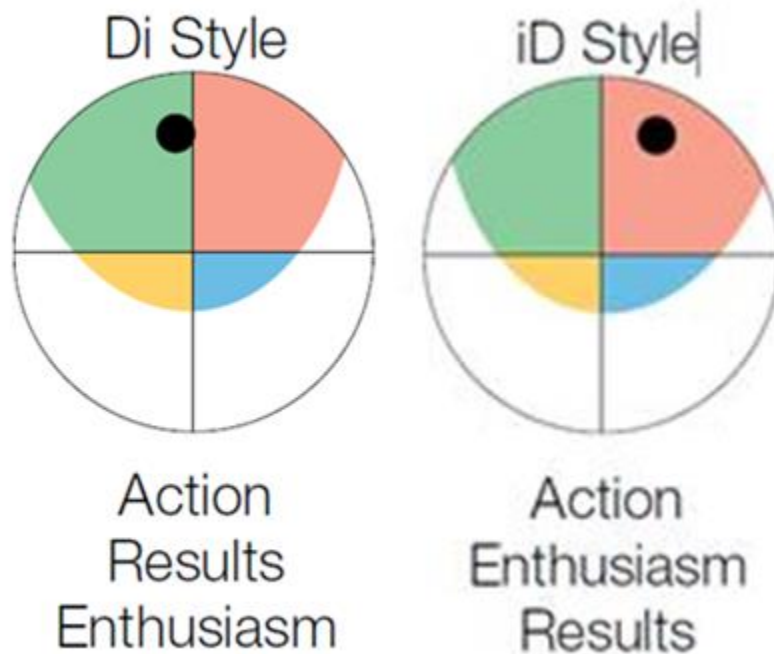 Di Style
Action
Results
Enthusiasm
iD Style
Action
Enthusiasm
Results